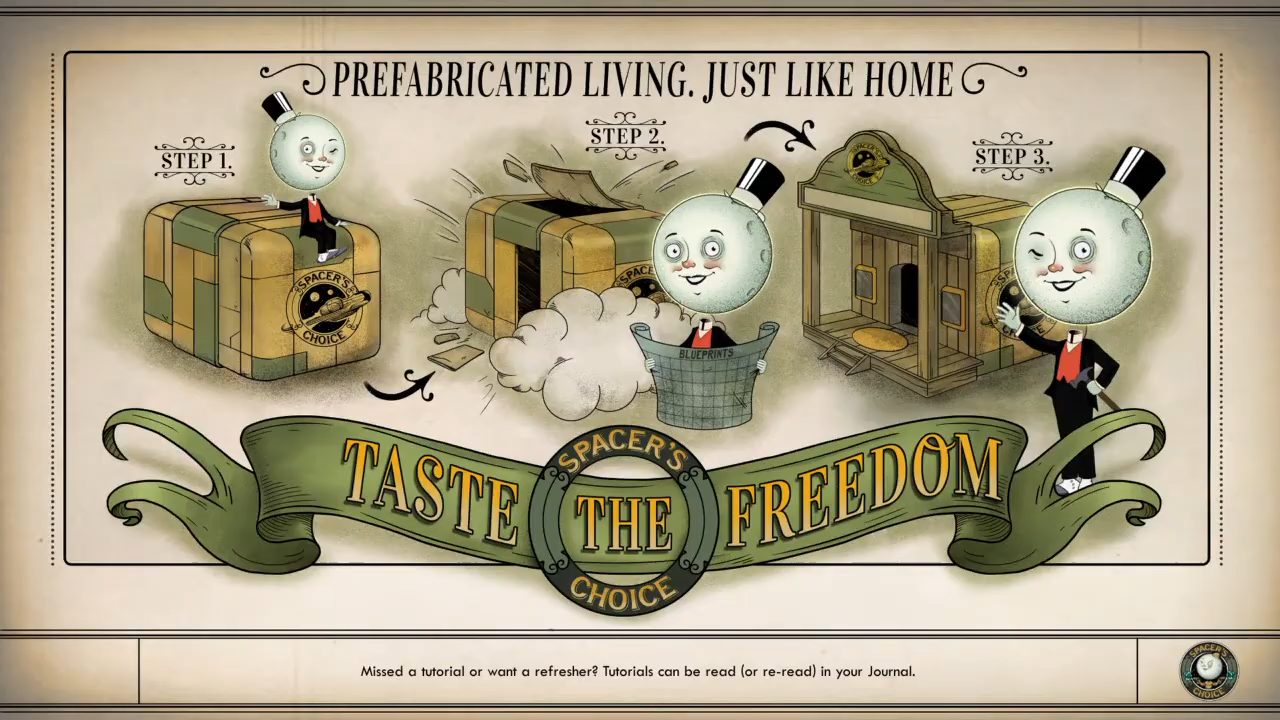 PREFABRICATED LIVING. JUST LIKE HOME
STEP 1.
STEP 2.
STEP 3.
SPACER'S
CHOICE
SPACER'S
BLUEPRINTS
SPACER'S
TASTE THE FREEDOM
SPACER'S
CHOICE
Missed a tutorial or want a refresher? Tutorials can be read (or re-read) in your Journal.
SPACER'S
CHOICE